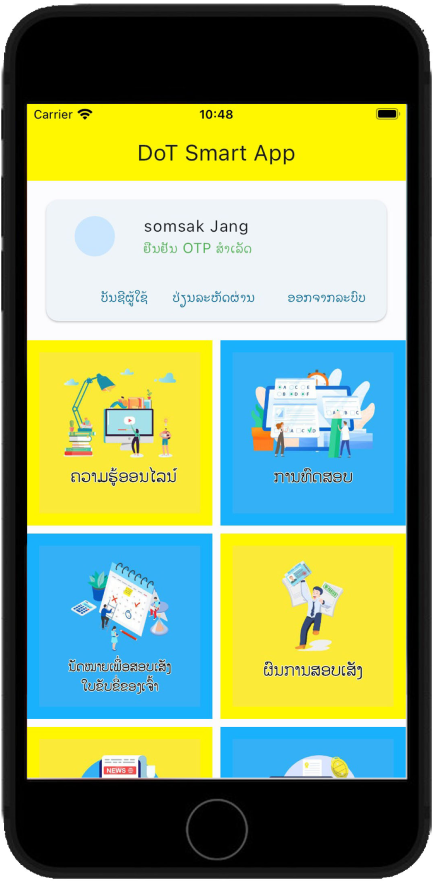 Carrier 10:48
DoT Smart App
somsak Jang
ຢືນຢັນ OTP ສຳເລັດ
ບັນຊີຜູ້ໃຊ້ ປ່ຽນລະຫັດຜ່ານ ອອກຈາກລະບົບ
ຄວາມຮູ້ອອນໄລນ໌
ການທົດສອບ
ນັດໝາຍເພື່ອສອບເສັງ
ໃບຂັບຂີ່ຂອງເຈົ້າ
ຜົນການສອບເສັງ
NEWS